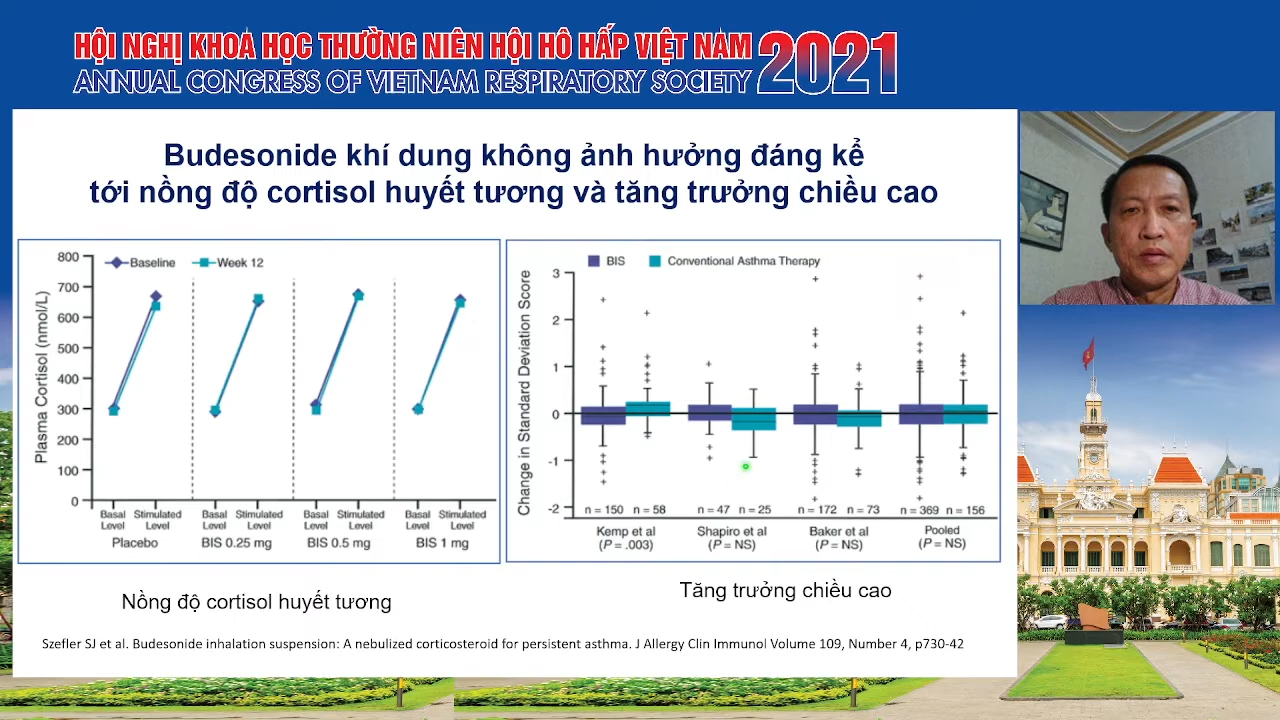 HỘI NGHỊ KHOA HỌC THƯỜNG NIÊN HỘI HÔ HẤP VIỆT NAM 2021
ANNUAL CONGRESS OF VIETNAM RESPIRATORY SOCIETY
Budesonide khí dung không ảnh hưởng đáng kể
tới nồng độ cortisol huyết tương và tăng trưởng chiều cao
Plasma Cortisol (nmol/L)
800
700
600
500
400
300
200
100
0
Baseline Week 12
Basal Level Stimulated Level Basal Level Stimulated Level Basal Level Stimulated Level Basal Level Stimulated Level
Placebo BIS 0.25 mg BIS 0.5 mg BIS 1 mg
Nồng độ cortisol huyết tương
Change in Standard Deviation Score
3
2
1
0
-1
-2
BIS Conventional Asthma Therapy
n = 150 n = 58 n = 47 n = 25 n = 172 n = 73 n = 369 n = 156
Kemp et al Shapiro et al Baker et al Pooled
(P = .003) (P = NS) (P = NS) (P = NS)
Tăng trưởng chiều cao
Szefler SJ et al. Budesonide inhalation suspension: A nebulized corticosteroid for persistent asthma. J Allergy Clin Immunol Volume 109, Number 4, p730-42